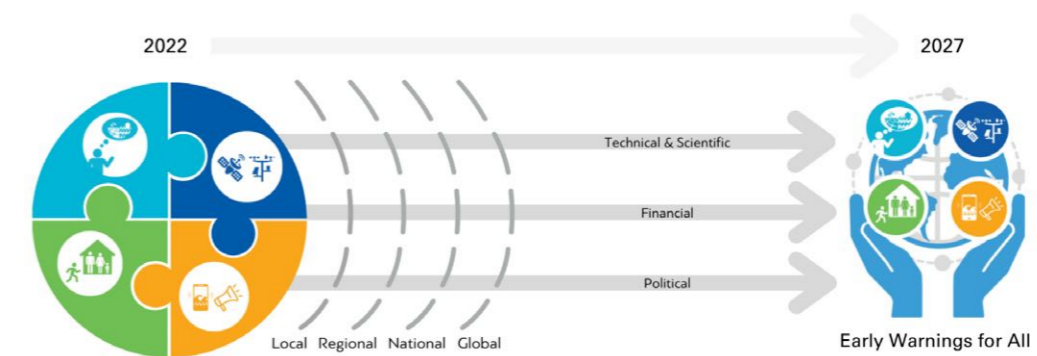 2022
2027
Technical & Scientific
Financial
Political
Local Regional National Global
Early Warnings for All